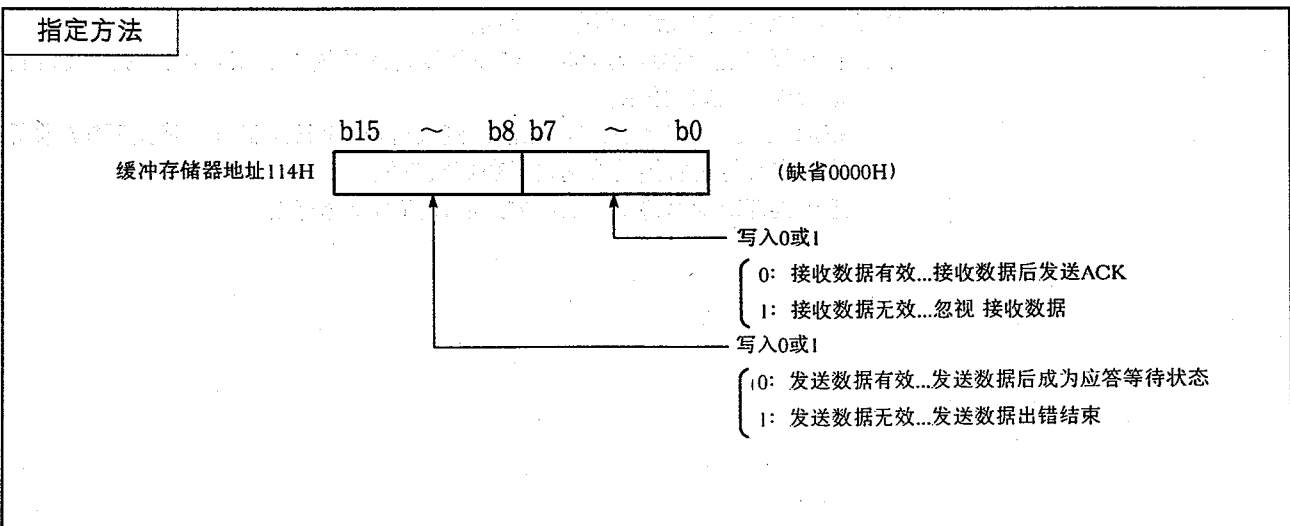 指定方法
b15 ～ b8 b7 ～ b0
缓冲存储器地址114H (缺省0000H)
写入0或1
0: 接收数据有效...接收数据后发送ACK
1: 接收数据无效...忽视 接收数据
写入0或1
0: 发送数据有效...发送数据后成为应答等待状态
1: 发送数据无效...发送数据出错结束